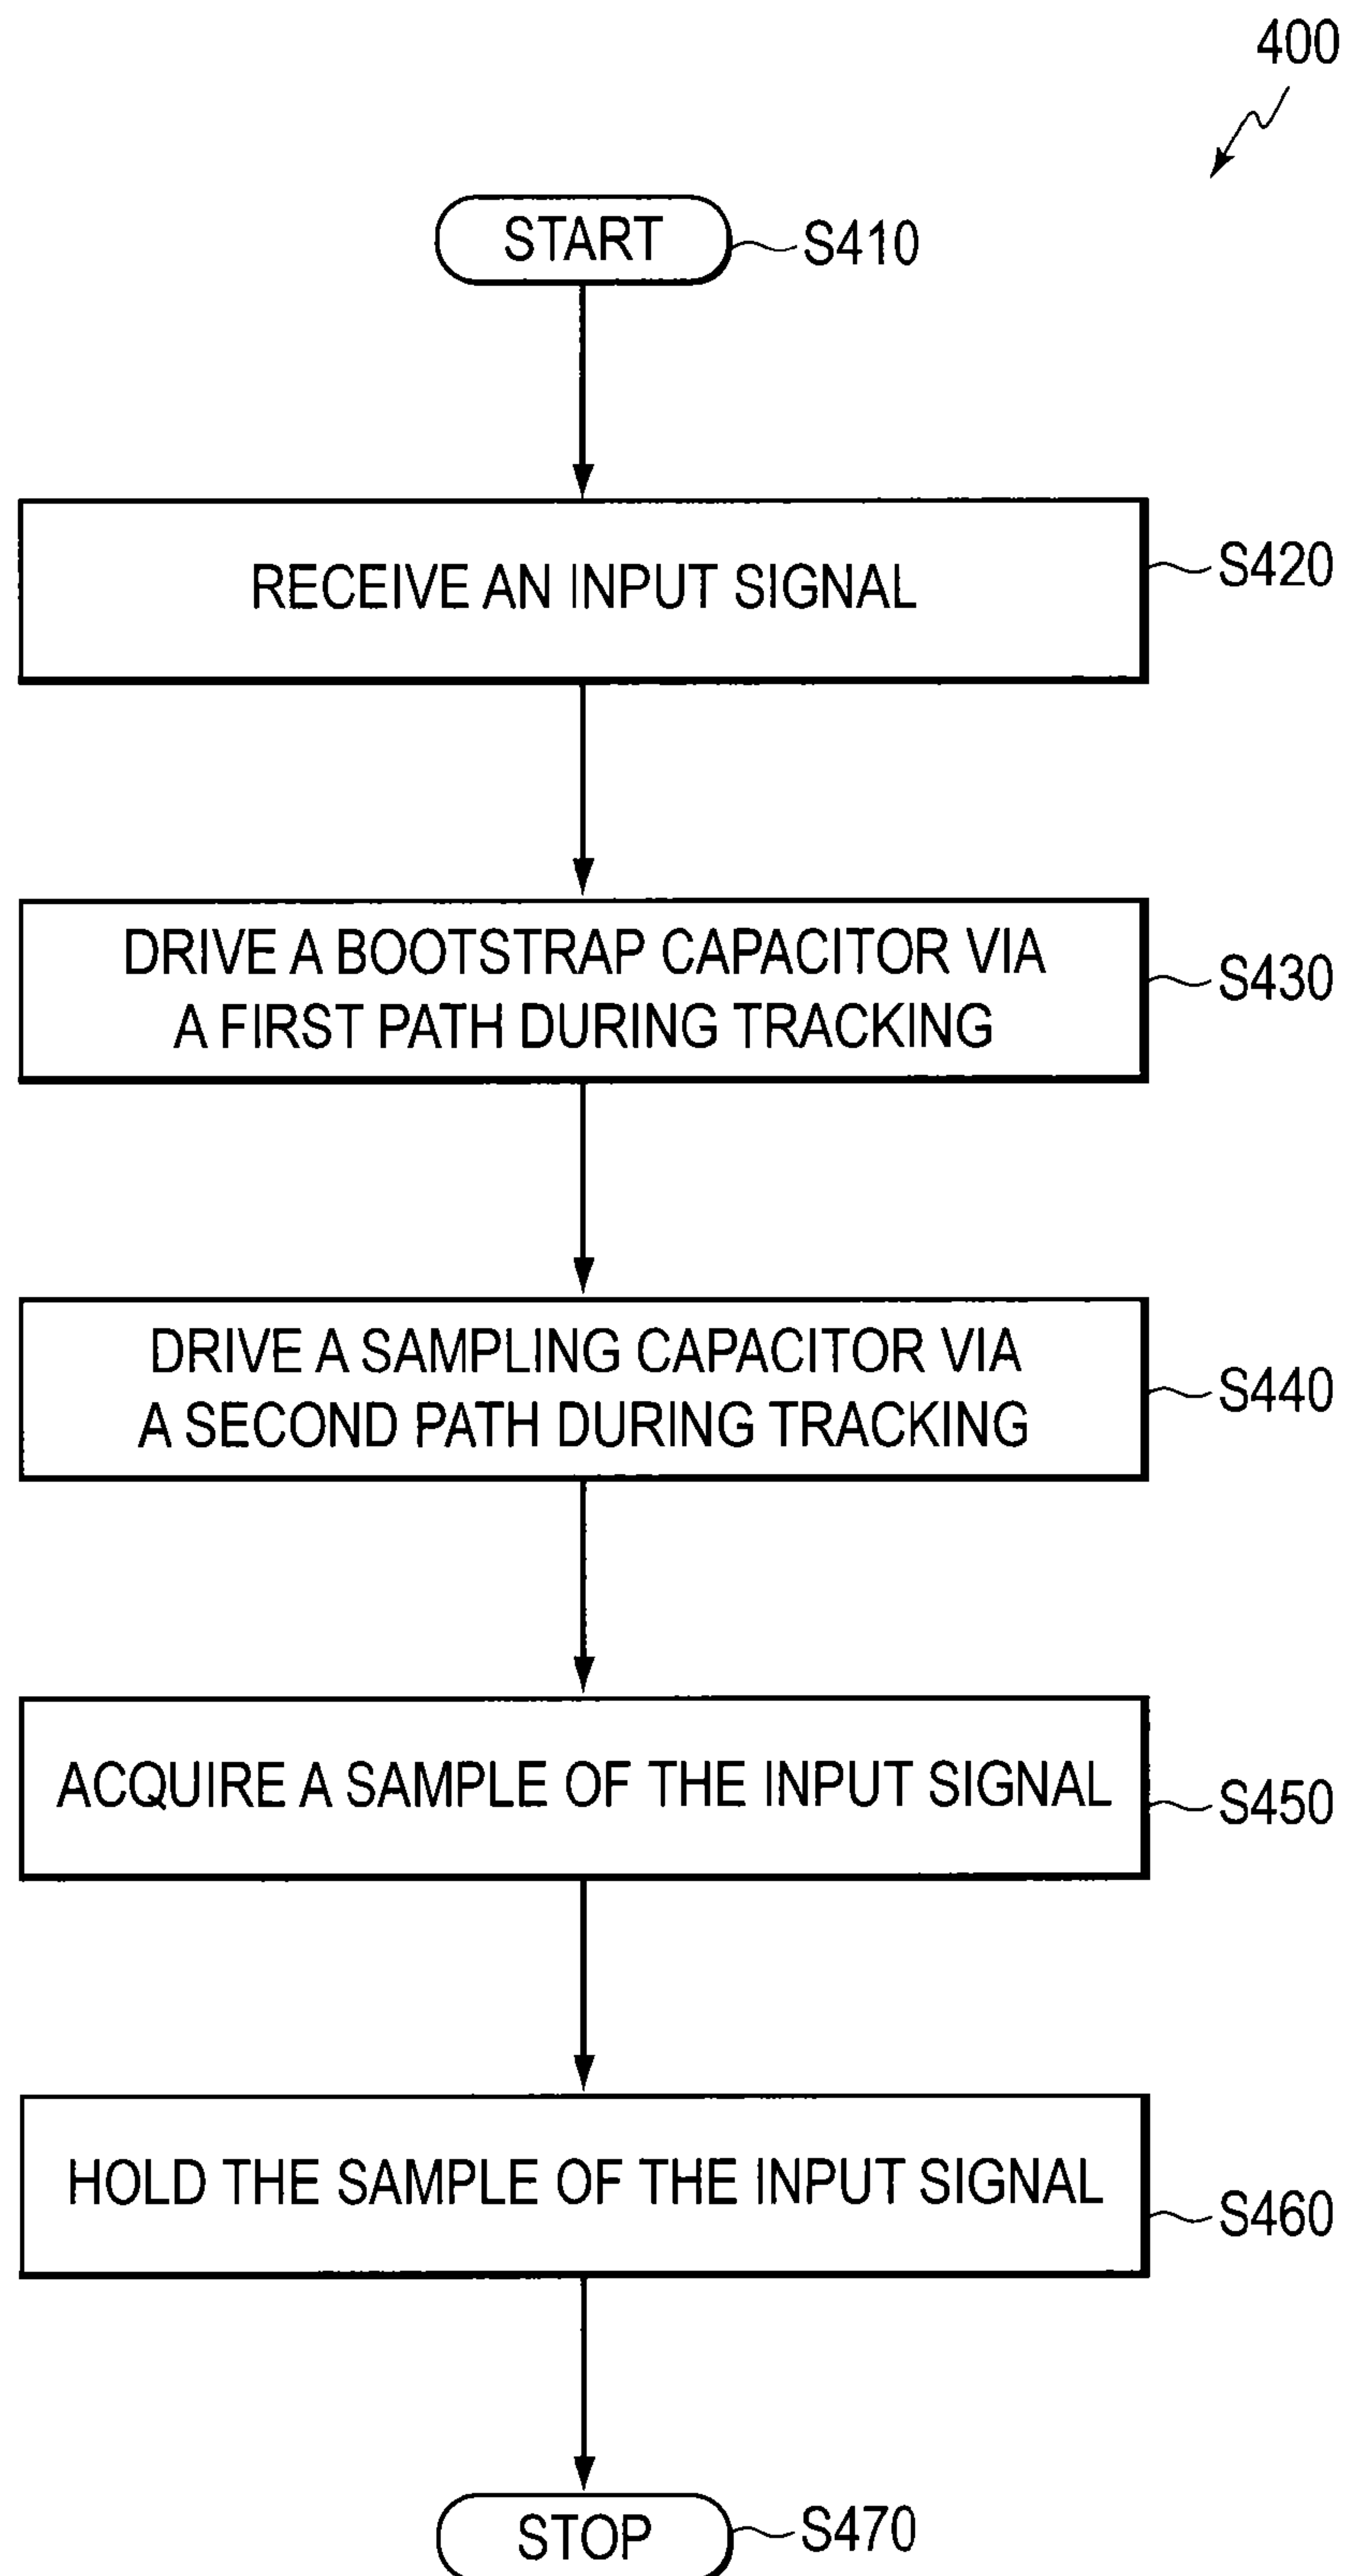 400
START
S410
RECEIVE AN INPUT SIGNAL
S420
DRIVE A BOOTSTRAP CAPACITOR VIA
A FIRST PATH DURING TRACKING
S430
DRIVE A SAMPLING CAPACITOR VIA
A SECOND PATH DURING TRACKING
S440
ACQUIRE A SAMPLE OF THE INPUT SIGNAL
S450
HOLD THE SAMPLE OF THE INPUT SIGNAL
S460
STOP
S470